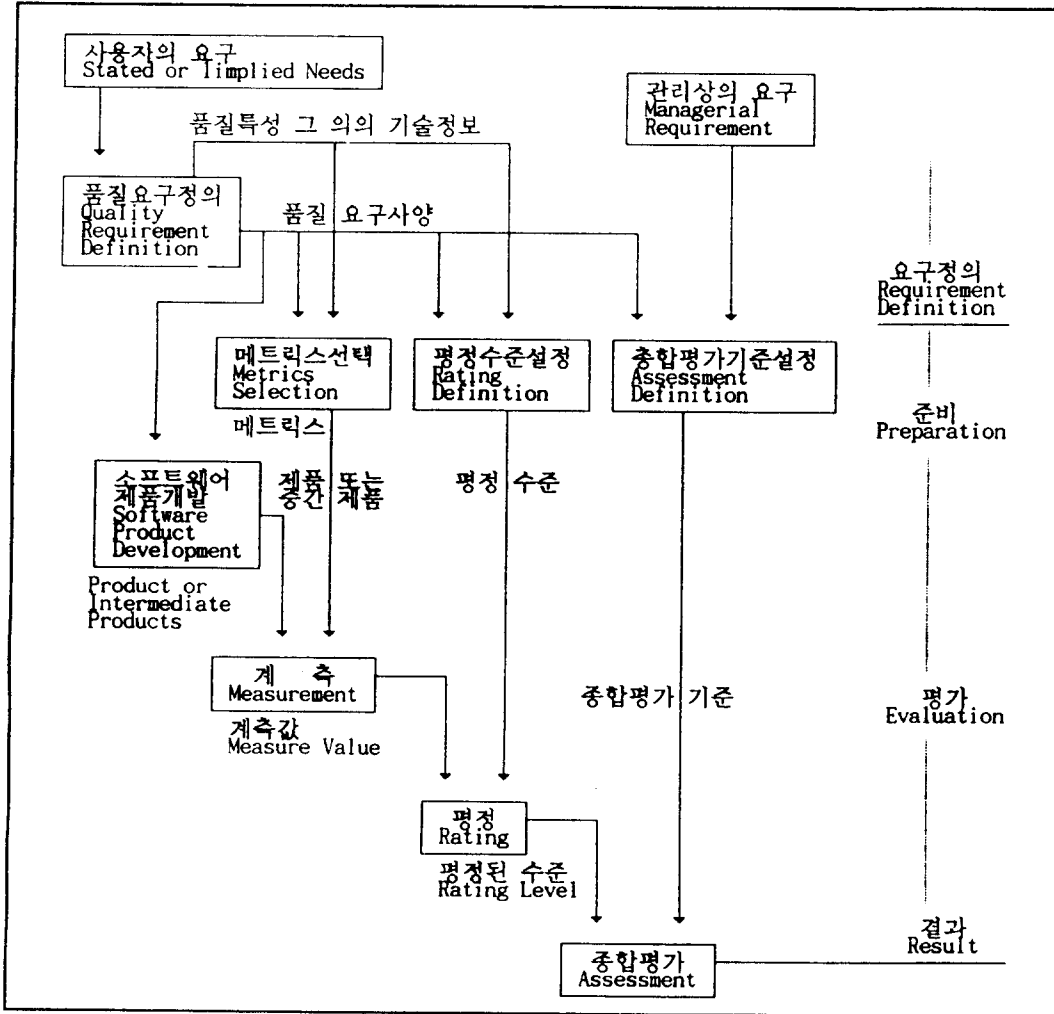 사용자의 요구
Stated or Iimplied Needs
관리상의 요구
Managerial
Requirement
품질특성 그 의의 기술정보
품질요구정의
Quality
Requirement
Definition
품질 요구사양
요구정의
Requirement
Definition
메트릭스선택
Metrics
Selection
평정수준설정
Rating
Definition
총합평가기준설정
Assessment
Definition
메트릭스
준비
Preparation
소프트웨어
제품개발
Software
Product
Development
제품 또는
중간 제품
평정 수준
Product or
Intermediate
Products
계 측
Measurement
종합평가 기준
평가
Evaluation
계측값
Measure Value
평정
Rating
평정된 수준
Rating Level
결과
Result
종합평가
Assessment